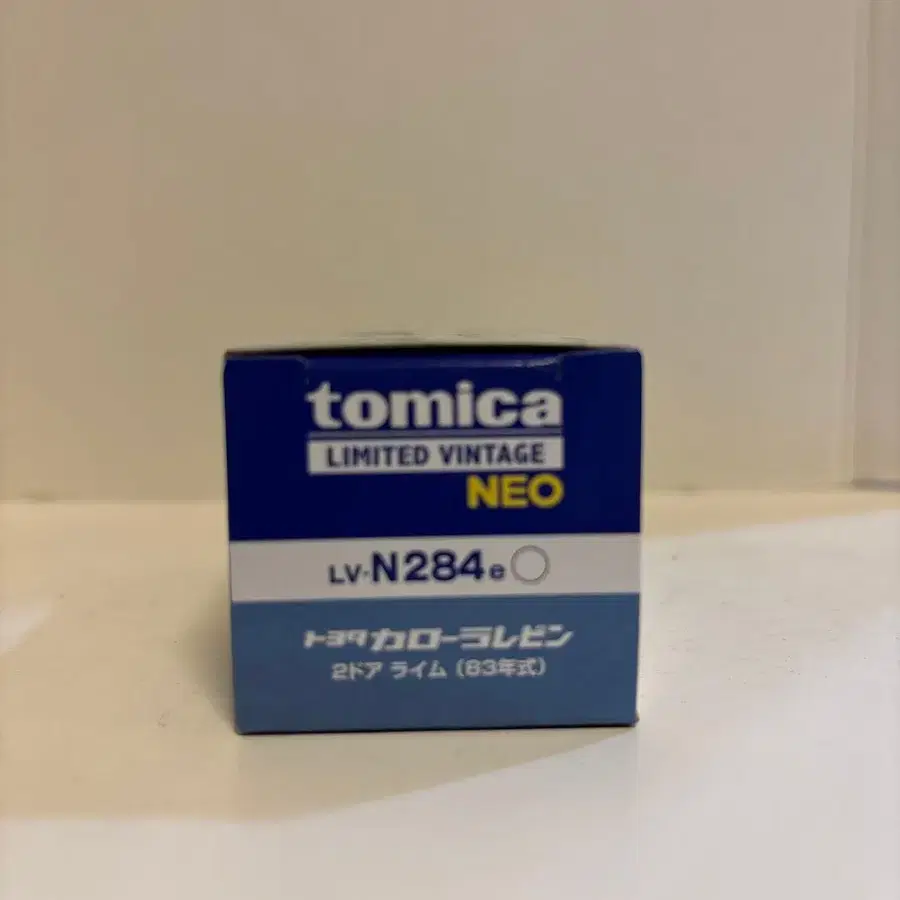 tomica
LIMITED VINTAGE
NEO
LV-N284e
トヨタ カローラレビン
2ドア ライム (83年式)